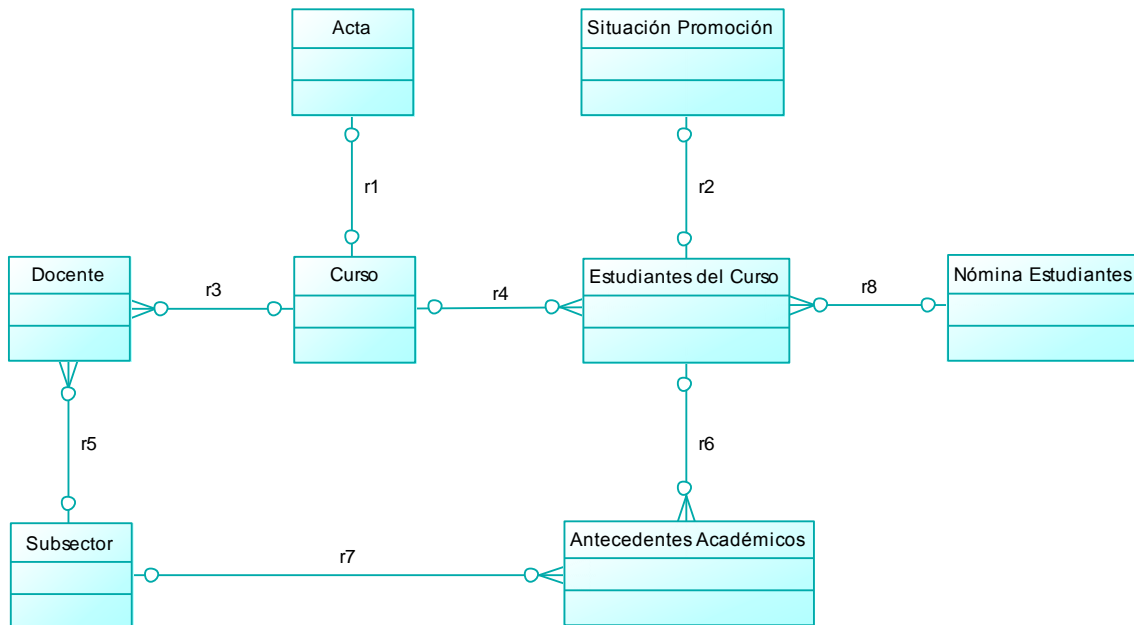 Acta
Situación Promoción
r1
r2
Docente
Curso
Estudiantes del Curso
Nómina Estudiantes
r3
r4
r8
r5
r6
Subsector
Antecedentes Académicos
r7